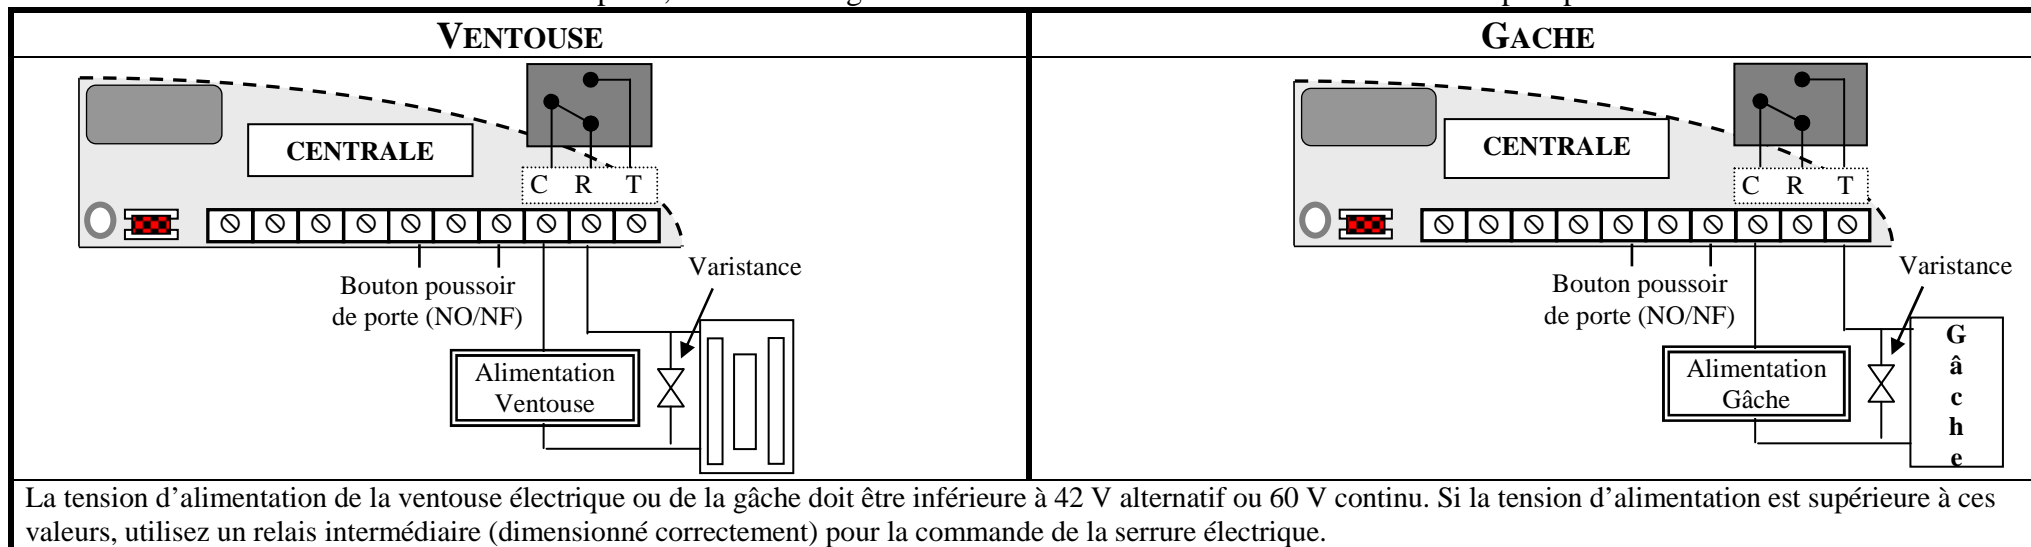 VENTOUSE
CENTRALE
C R T
Bouton poussoir
de porte (NO/NF)
Varistance
Alimentation
Ventouse
GACHE
CENTRALE
C R T
Bouton poussoir
de porte (NO/NF)
Varistance
Alimentation
Gâche
G
â
c
h
e
La tension d’alimentation de la ventouse électrique ou de la gâche doit être inférieure à 42 V alternatif ou 60 V continu. Si la tension d’alimentation est supérieure à ces
valeurs, utilisez un relais intermédiaire (dimensionné correctement) pour la commande de la serrure électrique.